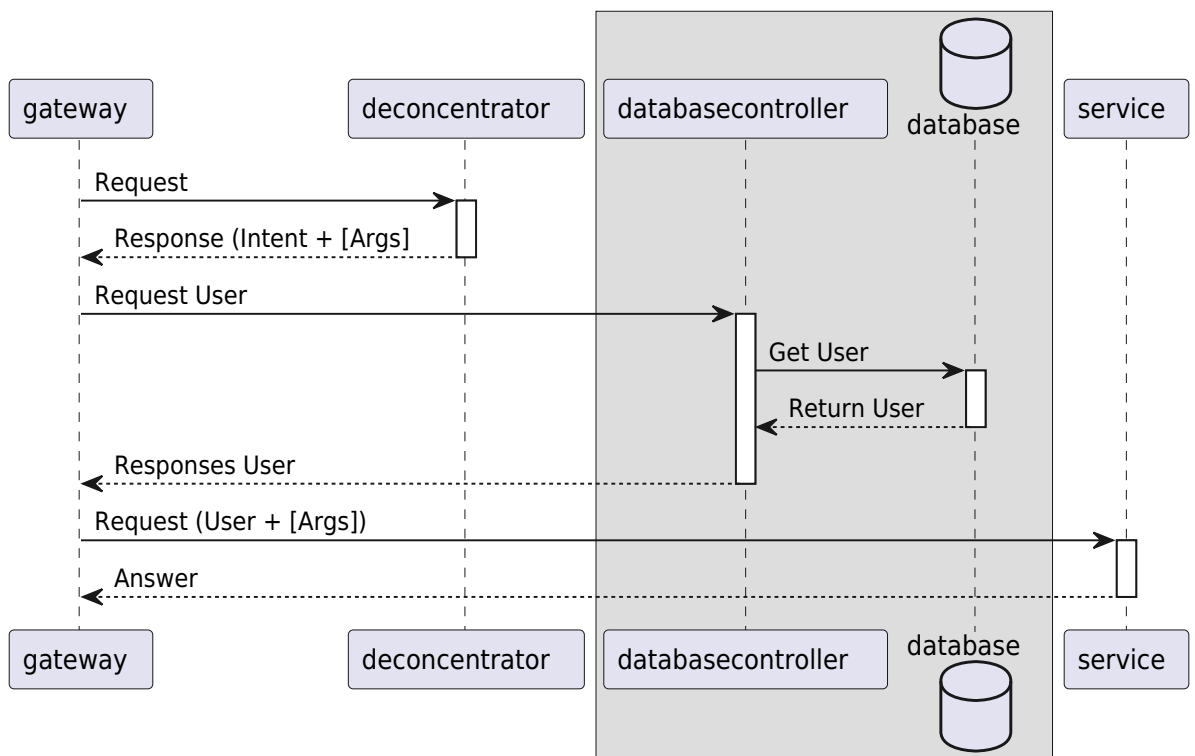 database
gateway
deconcentrator
databasecontroller
service
Request
Response (Intent + [Args]
Request User
Get User
Return User
Responses User
Request (User + [Args])
Answer
gateway
deconcentrator
databasecontroller
database
service